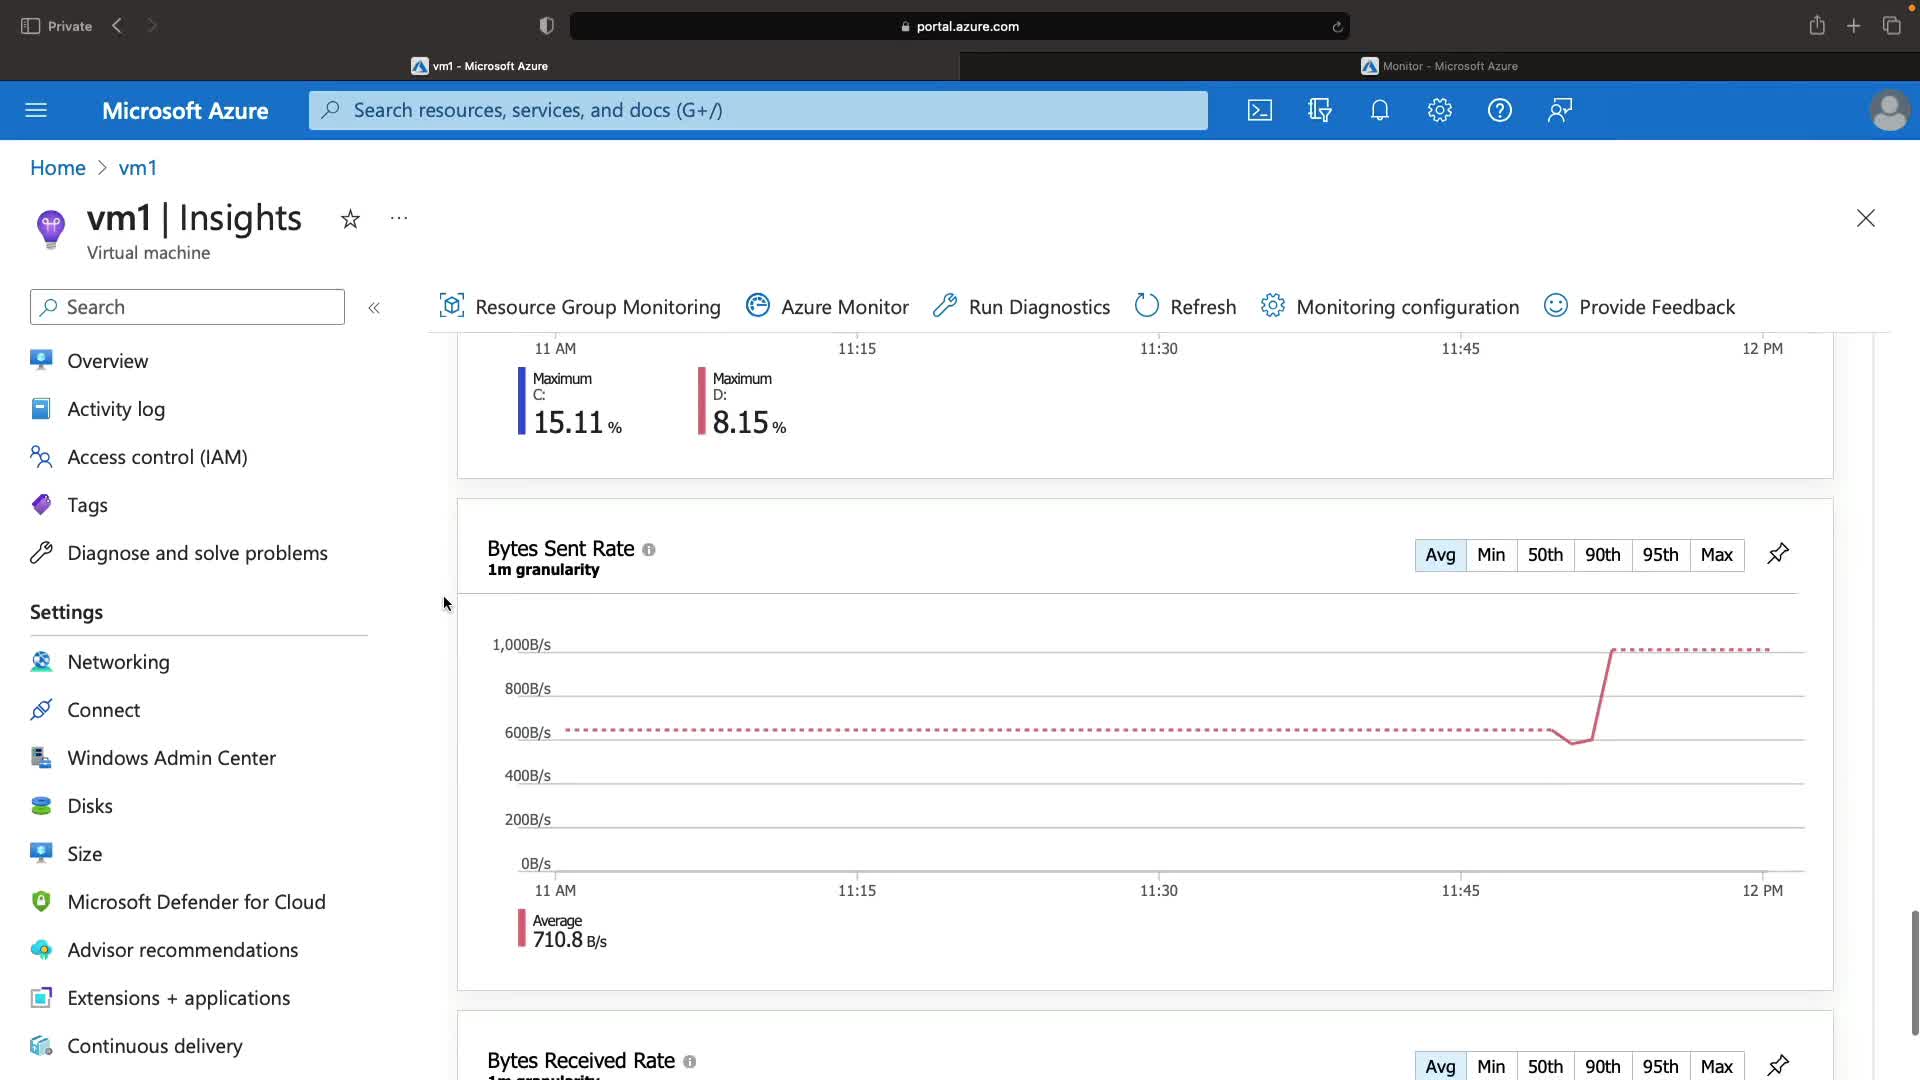 Private
portal.azure.com
vm1 - Microsoft Azure
Monitor - Microsoft Azure
Microsoft Azure
Search resources, services, and docs (G+/)
Home > vm1
vm1 | Insights
Virtual machine
Search
Resource Group Monitoring
Azure Monitor
Run Diagnostics
Refresh
Monitoring configuration
Provide Feedback
Overview
Activity log
Access control (IAM)
Tags
Diagnose and solve problems
Settings
Networking
Connect
Windows Admin Center
Disks
Size
Microsoft Defender for Cloud
Advisor recommendations
Extensions + applications
Continuous delivery
11 AM 11:15 11:30 11:45 12 PM
Maximum
C:
15.11 %
Maximum
D:
8.15 %
Bytes Sent Rate
1m granularity
Avg Min 50th 90th 95th Max
1,000B/s
800B/s
600B/s
400B/s
200B/s
0B/s
11 AM 11:15 11:30 11:45 12 PM
Average
710.8 B/s
Bytes Received Rate
1m granularity
Avg Min 50th 90th 95th Max